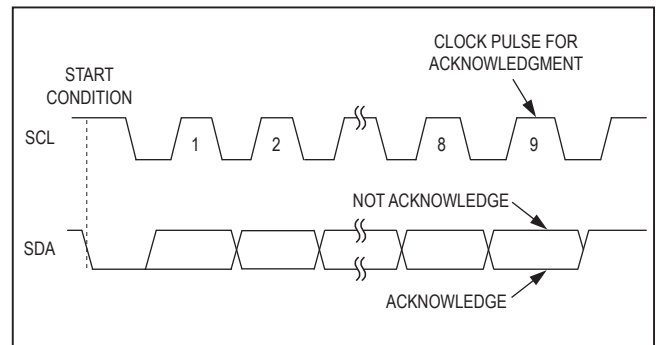 CLOCK PULSE FOR
ACKNOWLEDGMENT
START
CONDITION
SCL
1
2
8
9
NOT ACKNOWLEDGE
SDA
ACKNOWLEDGE